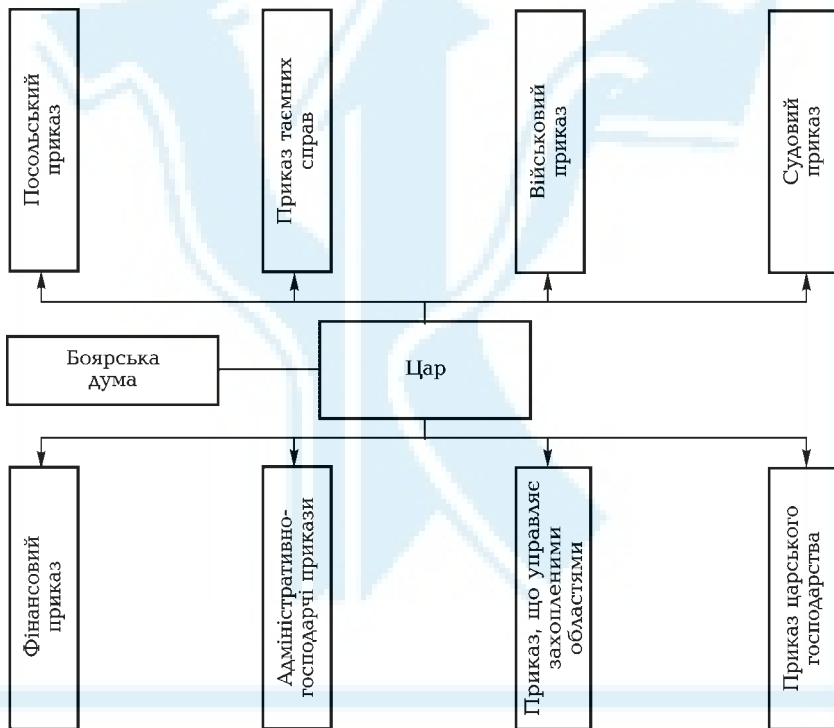 Посольський
приказ
Приказ таємних
справ
Військовий
приказ
Судовий
приказ
Боярська
дума
Цар
Фінансовий
приказ
Адміністративно-
господарчі прикази
Приказ, що управляє
захопленими
областями
Приказ царського
господарства